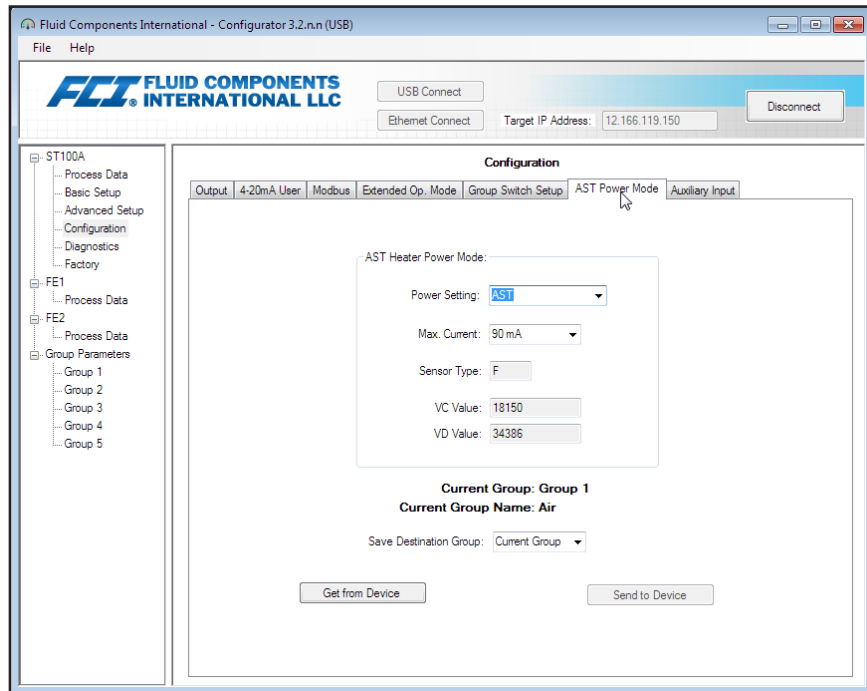 Fluid Components International - Configurator 3.2.n.n (USB)
File Help
FCI® FLUID COMPONENTS
INTERNATIONAL LLC
USB Connect
Ethernet Connect Target IP Address: 12.166.119.150
Disconnect
ST100A
Process Data
Basic Setup
Advanced Setup
Configuration
Diagnostics
Factory
FE1
Process Data
FE2
Process Data
Group Parameters
Group 1
Group 2
Group 3
Group 4
Group 5
Configuration
Output 4-20mA User Modbus Extended Op. Mode Group Switch Setup AST Power Mode Auxiliary Input
AST Heater Power Mode:
Power Setting: AST
Max. Current: 90 mA
Sensor Type: F
VC Value: 18150
VD Value: 34386
Current Group: Group 1
Current Group Name: Air
Save Destination Group: Current Group
Get from Device Send to Device